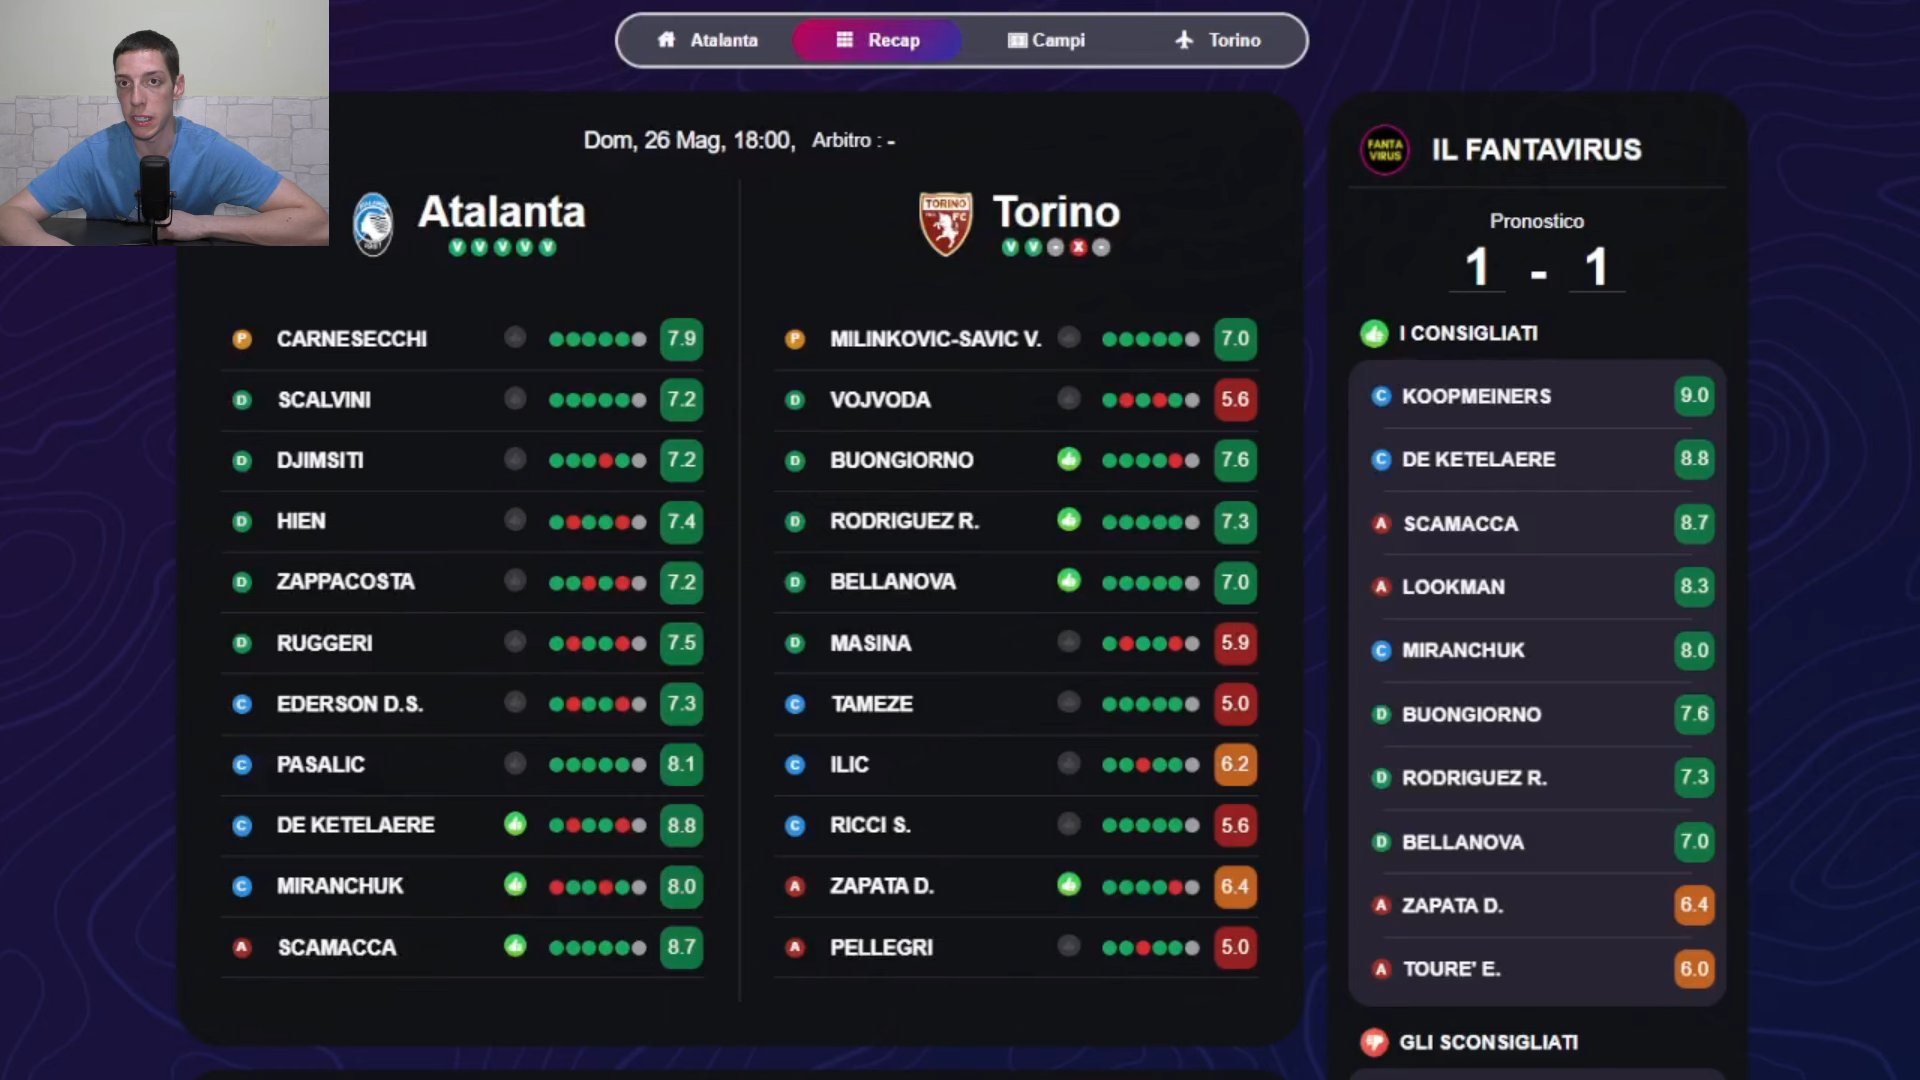 Atalanta
Recap
Campi
Torino
Dom, 26 Mag, 18:00, Arbitro : -
Atalanta
V V V V V
P CARNESECCHI 7.9
D SCALVINI 7.2
D DJIMSITI 7.2
D HIEN 7.4
D ZAPPACOSTA 7.2
D RUGGERI 7.5
C EDERSON D.S. 7.3
C PASALIC 8.1
C DE KETELAERE 8.8
C MIRANCHUK 8.0
A SCAMACCA 8.7
TORINO
FC
Torino
V V - X -
P MILINKOVIC-SAVIC V. 7.0
D VOJVODA 5.6
D BUONGIORNO 7.6
D RODRIGUEZ R. 7.3
D BELLANOVA 7.0
D MASINA 5.9
C TAMEZE 5.0
C ILIC 6.2
C RICCI S. 5.6
A ZAPATA D. 6.4
A PELLEGRI 5.0
FANTA
VIRUS
IL FANTAVIRUS
Pronostico
1 - 1
I CONSIGLIATI
C KOOPMEINERS 9.0
C DE KETELAERE 8.8
A SCAMACCA 8.7
A LOOKMAN 8.3
C MIRANCHUK 8.0
D BUONGIORNO 7.6
D RODRIGUEZ R. 7.3
D BELLANOVA 7.0
A ZAPATA D. 6.4
A TOURE' E. 6.0
GLI SCONSIGLIATI